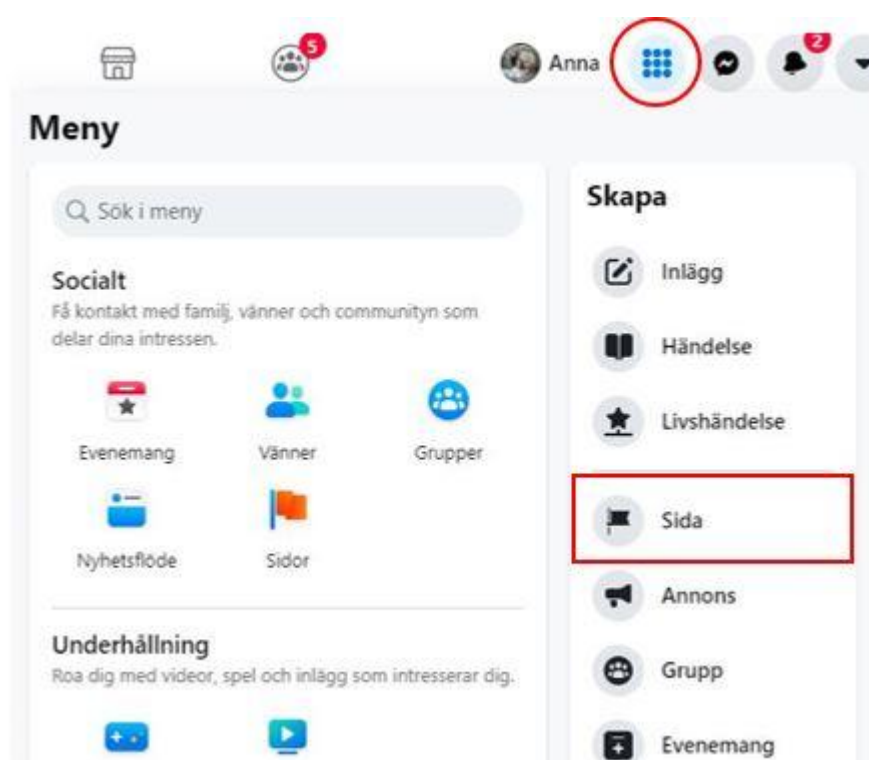 5
Anna
2
Meny
Sök i meny
Socialt
Få kontakt med familj, vänner och communityn som
delar dina intressen.
Evenemang
Vänner
Grupper
Nyhetsflöde
Sidor
Underhållning
Roa dig med videor, spel och inlägg som intresserar dig.
Skapa
Inlägg
Händelse
Livshändelse
Sida
Annons
Grupp
Evenemang